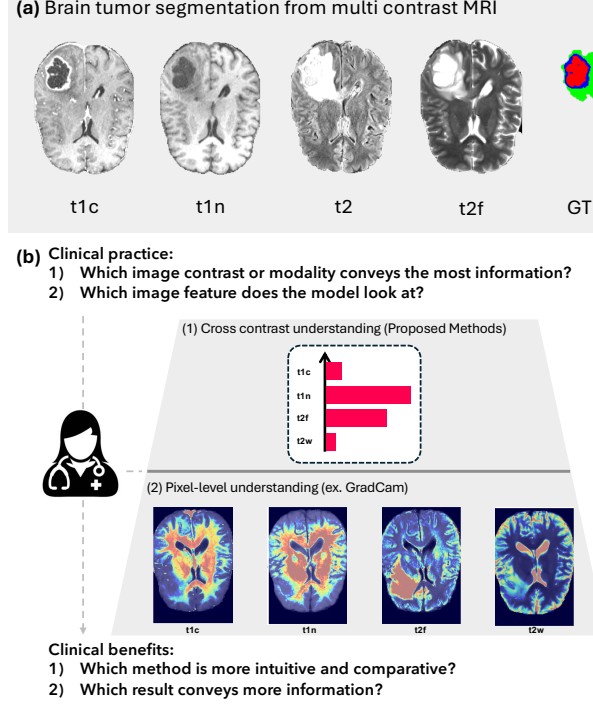 (a) Brain tumor segmentation from multi contrast MRI
t1c t1n t2 t2f GT
(b) Clinical practice:
1) Which image contrast or modality conveys the most information?
2) Which image feature does the model look at?
(1) Cross contrast understanding (Proposed Methods)
t1c
t1n
t2f
t2w
(2) Pixel-level understanding (ex. GradCam)
t1c t1n t2f t2w
Clinical benefits:
1) Which method is more intuitive and comparative?
2) Which result conveys more information?